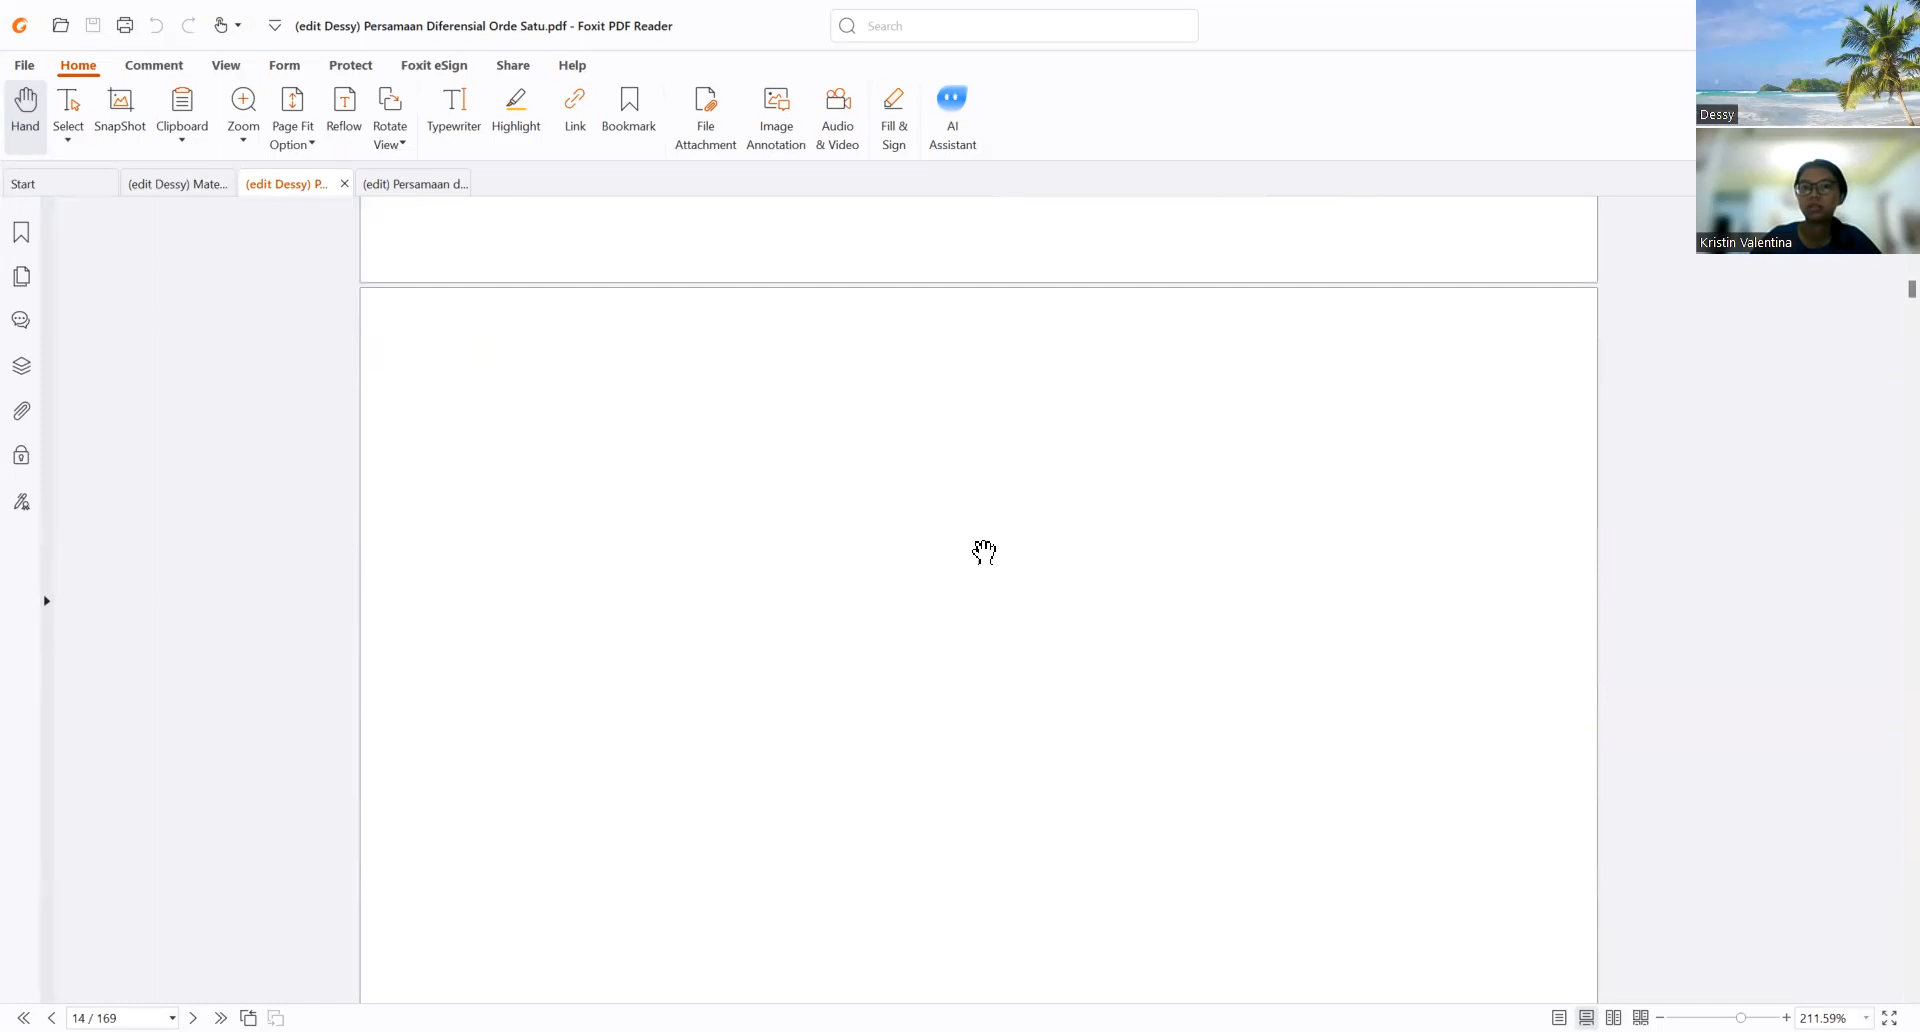 (edit Dessy) Persamaan Diferensial Orde Satu.pdf - Foxit PDF Reader
Search
File Home Comment View Form Protect Foxit eSign Share Help
Hand Select SnapShot Clipboard Zoom Page Fit Option Reflow Rotate View Typewriter Highlight Link Bookmark File Attachment Image Annotation Audio & Video Fill & Sign AI Assistant
Start (edit Dessy) Mate... (edit Dessy) P... (edit) Persamaan d...
Dessy
Kristin Valentina
14 / 169
211.59%